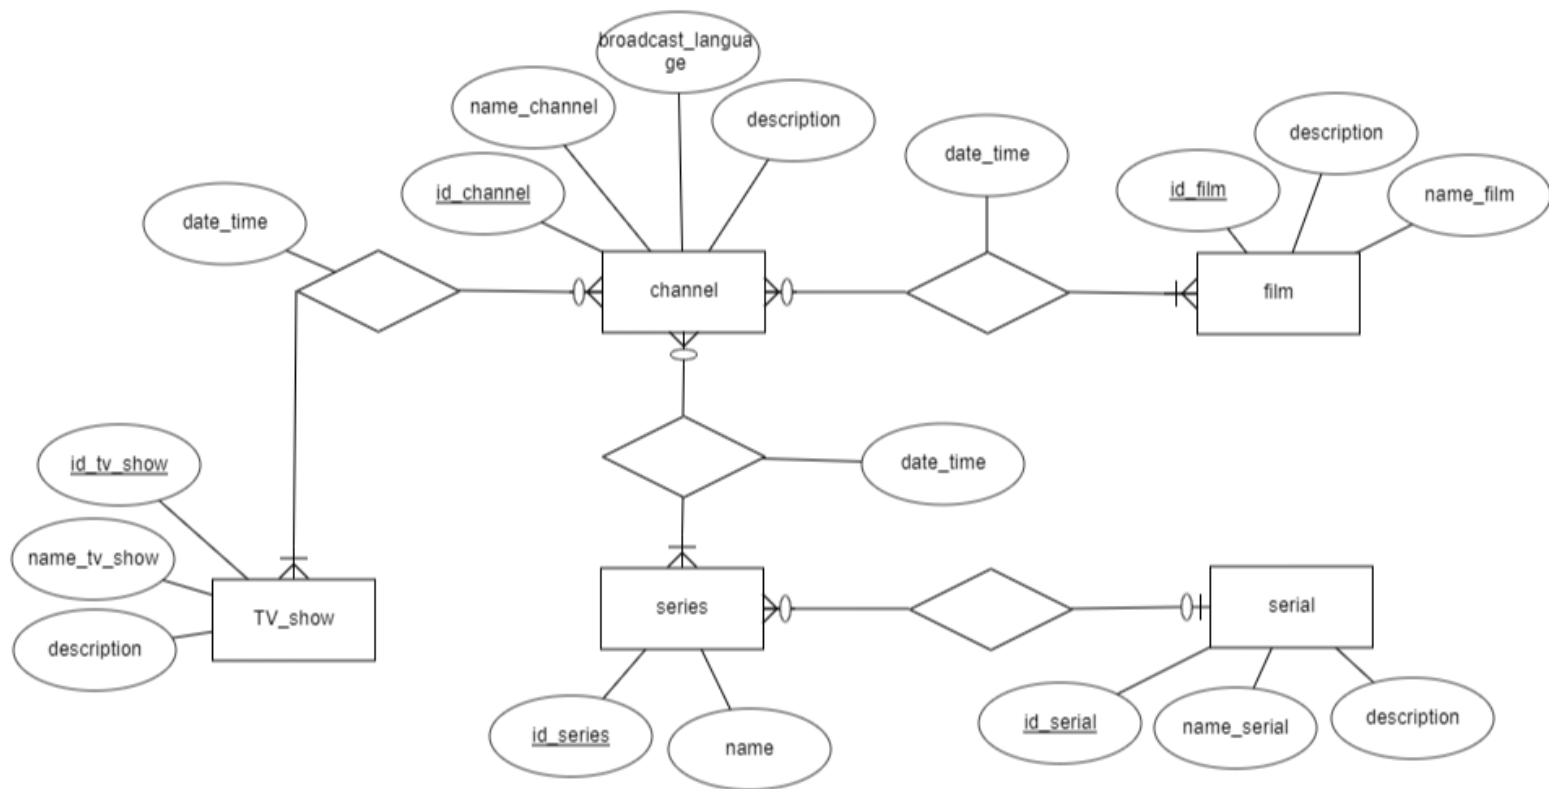 broadcast_langua
ge
name_channel
description
id_channel
date_time
channel
date_time
description
id_film
name_film
film
id_tv_show
name_tv_show
description
TV_show
date_time
series
serial
id_series
name
id_serial
name_serial
description